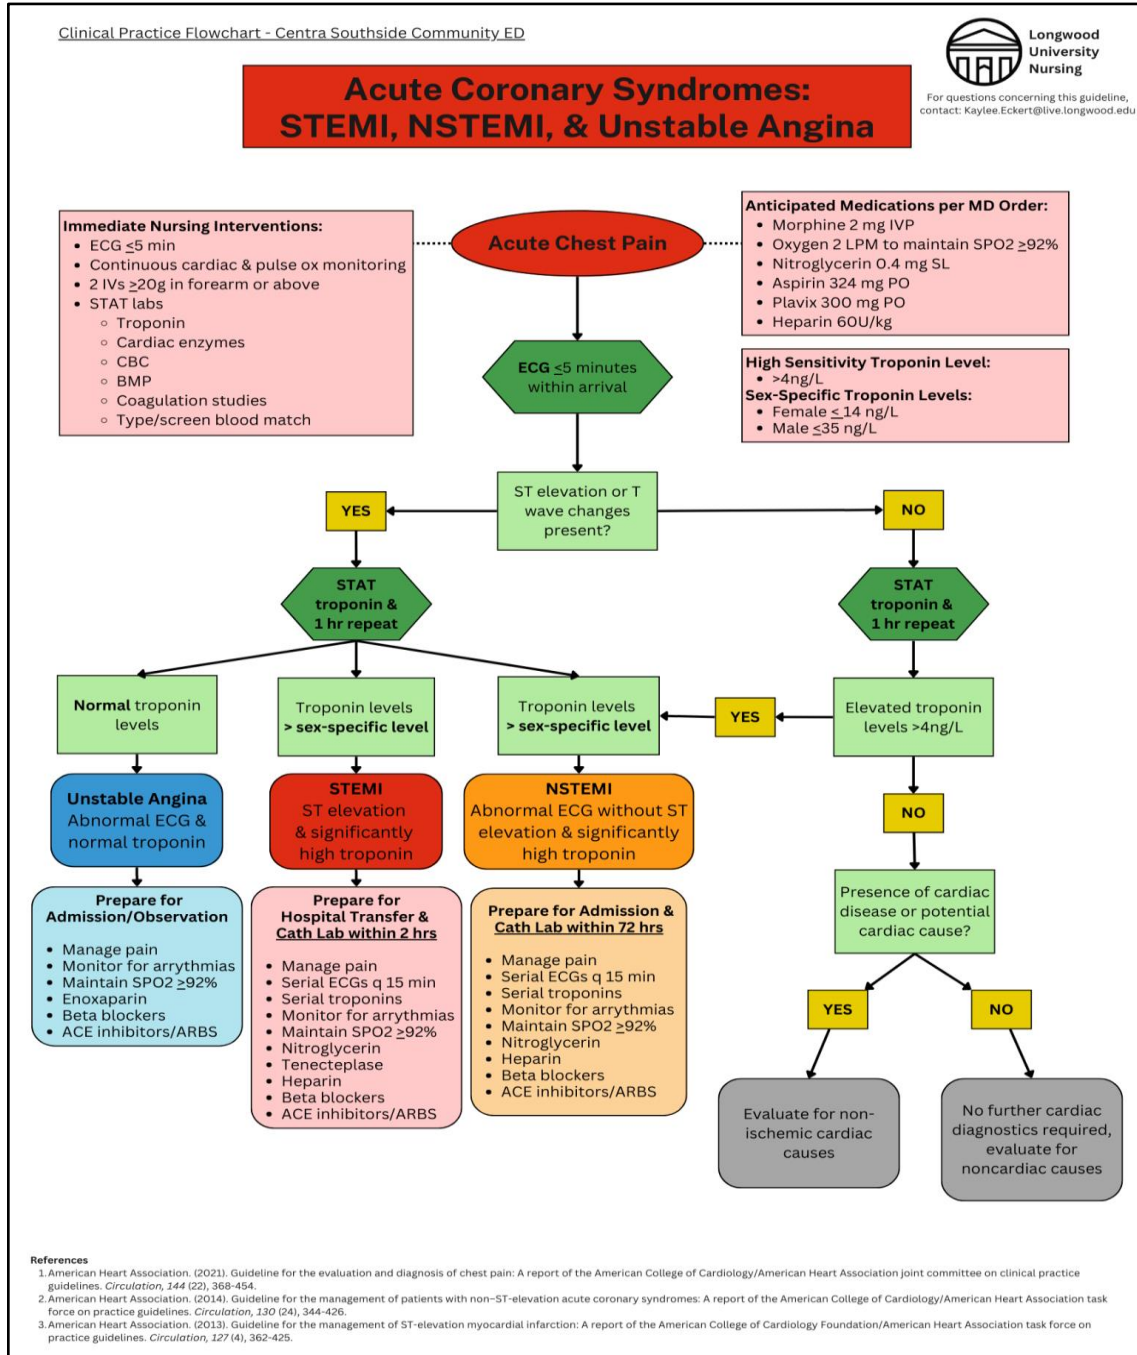 Clinical Practice Flowchart - Centra Southside Community ED
Longwood
University
Nursing
For questions concerning this guideline,
contact: Kaylee.Eckert@live.longwood.edu
Acute Coronary Syndromes:
STEMI, NSTEMI, & Unstable Angina
Immediate Nursing Interventions:
• ECG ≤5 min
• Continuous cardiac & pulse ox monitoring
• 2 IVs ≥20g in forearm or above
• STAT labs
○ Troponin
○ Cardiac enzymes
○ CBC
○ BMP
○ Coagulation studies
○ Type/screen blood match
Acute Chest Pain
Anticipated Medications per MD Order:
• Morphine 2 mg IVP
• Oxygen 2 LPM to maintain SPO2 ≥92%
• Nitroglycerin 0.4 mg SL
• Aspirin 324 mg PO
• Plavix 300 mg PO
• Heparin 60U/kg
High Sensitivity Troponin Level:
• >4ng/L
Sex-Specific Troponin Levels:
• Female ≤14 ng/L
• Male ≤35 ng/L
ECG ≤5 minutes
within arrival
ST elevation or T
wave changes
present?
YES
NO
STAT
troponin &
1 hr repeat
STAT
troponin &
1 hr repeat
Normal troponin
levels
Troponin levels
> sex-specific level
Troponin levels
> sex-specific level
YES
Elevated troponin
levels >4ng/L
Unstable Angina
Abnormal ECG &
normal troponin
STEMI
ST elevation
& significantly
high troponin
NSTEMI
Abnormal ECG without ST
elevation & significantly
high troponin
NO
Prepare for
Admission/Observation
• Manage pain
• Monitor for arrythmias
• Maintain SPO2 ≥92%
• Enoxaparin
• Beta blockers
• ACE inhibitors/ARBS
Prepare for
Hospital Transfer &
Cath Lab within 2 hrs
• Manage pain
• Serial ECGs q 15 min
• Serial troponins
• Monitor for arrythmias
• Maintain SPO2 ≥92%
• Nitroglycerin
• Tenecteplase
• Heparin
• Beta blockers
• ACE inhibitors/ARBS
Prepare for Admission &
Cath Lab within 72 hrs
• Manage pain
• Serial ECGs q 15 min
• Serial troponins
• Monitor for arrythmias
• Maintain SPO2 ≥92%
• Nitroglycerin
• Heparin
• Beta blockers
• ACE inhibitors/ARBS
Presence of cardiac
disease or potential
cardiac cause?
YES
NO
Evaluate for non-
ischemic cardiac
causes
No further cardiac
diagnostics required,
evaluate for
noncardiac causes
References
1. American Heart Association. (2021). Guideline for the evaluation and diagnosis of chest pain: A report of the American College of Cardiology/American Heart Association joint committee on clinical practice
guidelines. Circulation, 144 (22), 368-454.
2. American Heart Association. (2014). Guideline for the management of patients with non–ST-elevation acute coronary syndromes: A report of the American College of Cardiology/American Heart Association task
force on practice guidelines. Circulation, 130 (24), 344-426.
3. American Heart Association. (2013). Guideline for the management of ST-elevation myocardial infarction: A report of the American College of Cardiology Foundation/American Heart Association task force on
practice guidelines. Circulation, 127 (4), 362-425.